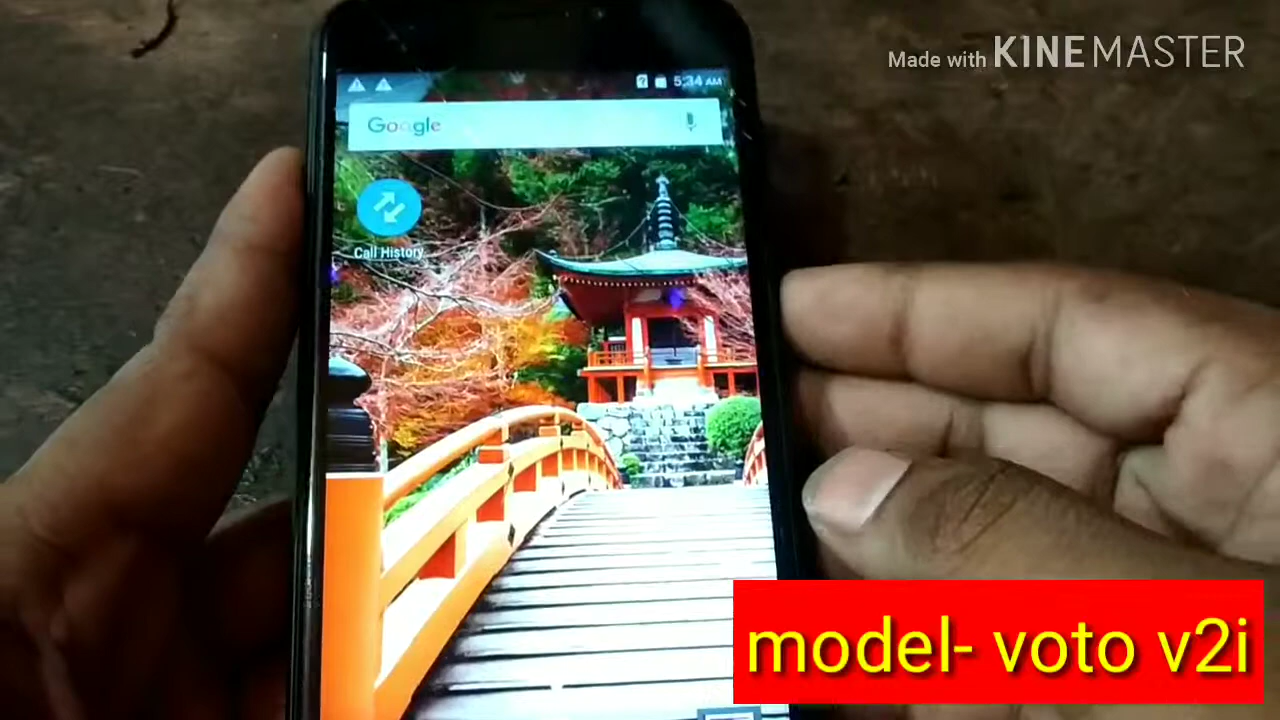 Made with KINEMASTER
5:34 AM
Google
Call History
model- voto v2i